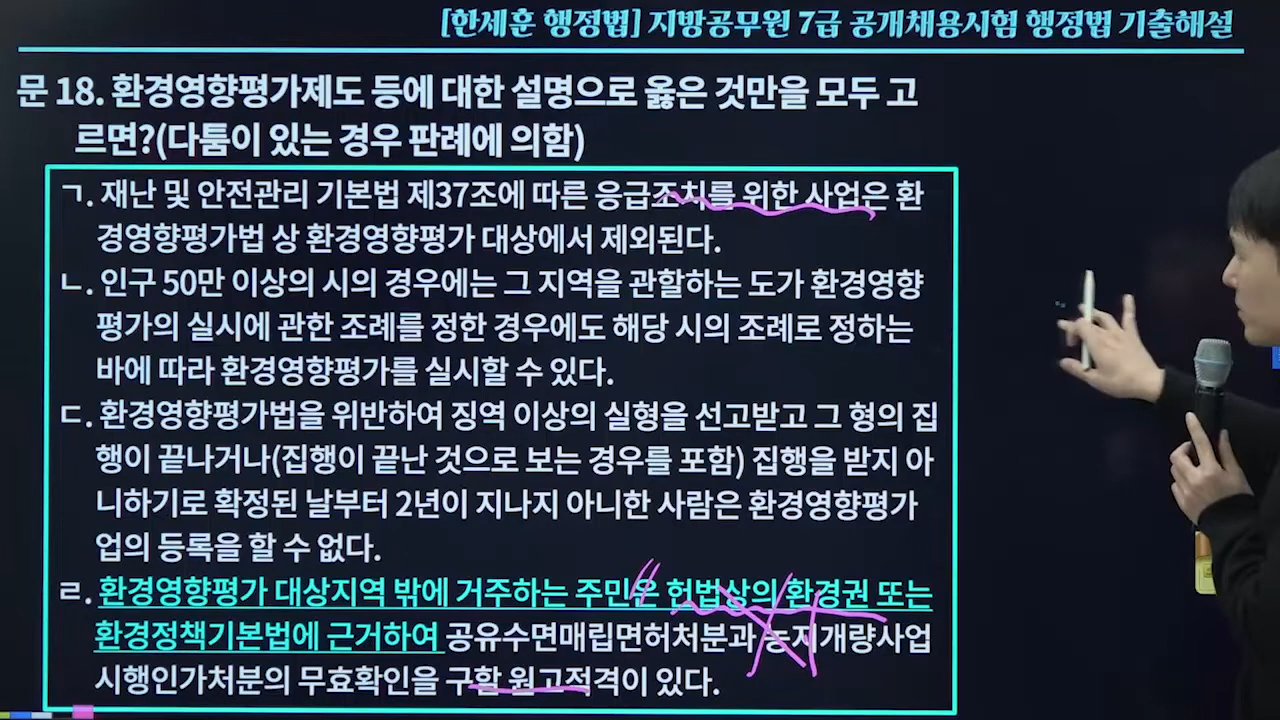 [한세훈 행정법] 지방공무원 7급 공개채용시험 행정법 기출해설
문 18. 환경영향평가제도 등에 대한 설명으로 옳은 것만을 모두 고
르면?(다툼이 있는 경우 판례에 의함)
ㄱ. 재난 및 안전관리 기본법 제37조에 따른 응급조치를 위한 사업은 환
경영향평가법 상 환경영향평가 대상에서 제외된다.
ㄴ. 인구 50만 이상의 시의 경우에는 그 지역을 관할하는 도가 환경영향
평가의 실시에 관한 조례를 정한 경우에도 해당 시의 조례로 정하는
바에 따라 환경영향평가를 실시할 수 있다.
ㄷ. 환경영향평가법을 위반하여 징역 이상의 실형을 선고받고 그 형의 집
행이 끝나거나(집행이 끝난 것으로 보는 경우를 포함) 집행을 받지 아
니하기로 확정된 날부터 2년이 지나지 아니한 사람은 환경영향평가
업의 등록을 할 수 없다.
ㄹ. 환경영향평가 대상지역 밖에 거주하는 주민은 헌법상의 환경권 또는
환경정책기본법에 근거하여 공유수면매립면허처분과 농지개량사업
시행인가처분의 무효확인을 구할 원고적격이 있다.